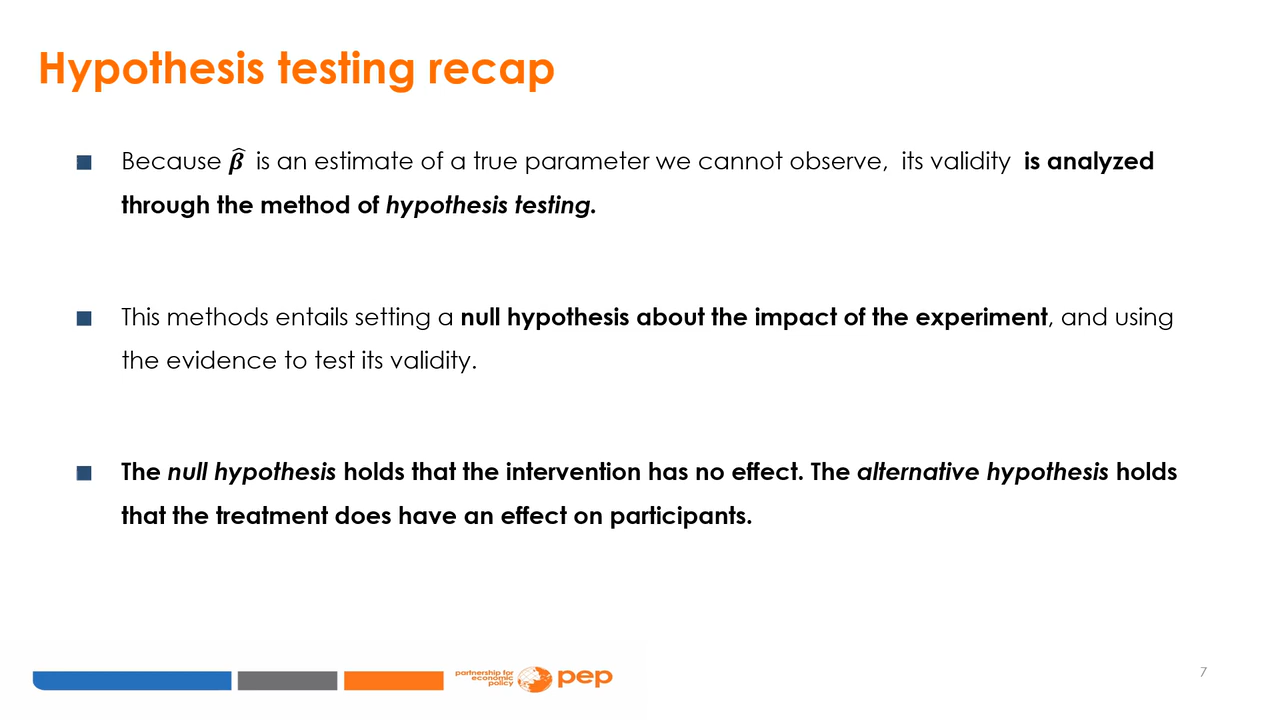 Hypothesis testing recap
■ Because β̂ is an estimate of a true parameter we cannot observe, its validity is analyzed
through the method of hypothesis testing.
■ This methods entails setting a null hypothesis about the impact of the experiment, and using
the evidence to test its validity.
■ The null hypothesis holds that the intervention has no effect. The alternative hypothesis holds
that the treatment does have an effect on participants.
partnership for
economic
policy
pep
7